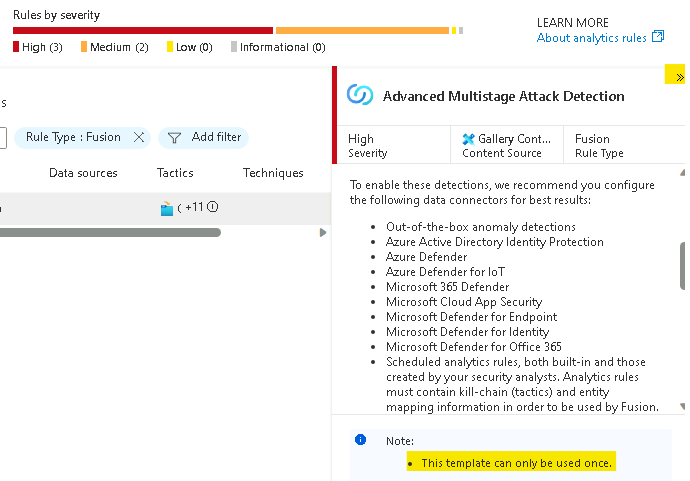 Rules by severity
High (3) Medium (2) Low (0) Informational (0)
LEARN MORE
About analytics rules
s
Rule Type : Fusion
Add filter
Data sources Tactics Techniques
( +11
»
Advanced Multistage Attack Detection
High
Severity
Gallery Cont...
Content Source
Fusion
Rule Type
To enable these detections, we recommend you configure
the following data connectors for best results:
• Out-of-the-box anomaly detections
• Azure Active Directory Identity Protection
• Azure Defender
• Azure Defender for IoT
• Microsoft 365 Defender
• Microsoft Cloud App Security
• Microsoft Defender for Endpoint
• Microsoft Defender for Identity
• Microsoft Defender for Office 365
• Scheduled analytics rules, both built-in and those
created by your security analysts. Analytics rules
must contain kill-chain (tactics) and entity
mapping information in order to be used by Fusion.
Note:
• This template can only be used once.